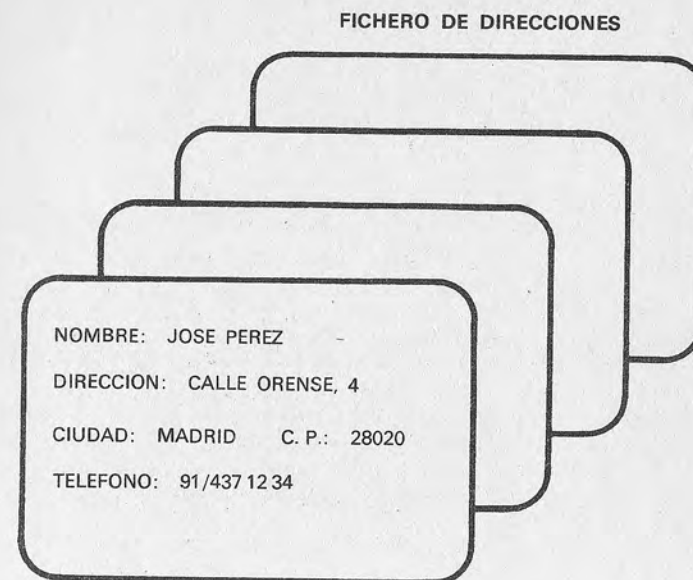 FICHERO DE DIRECCIONES
NOMBRE: JOSE PEREZ
DIRECCION: CALLE ORENSE, 4
CIUDAD: MADRID C. P.: 28020
TELEFONO: 91/437 12 34